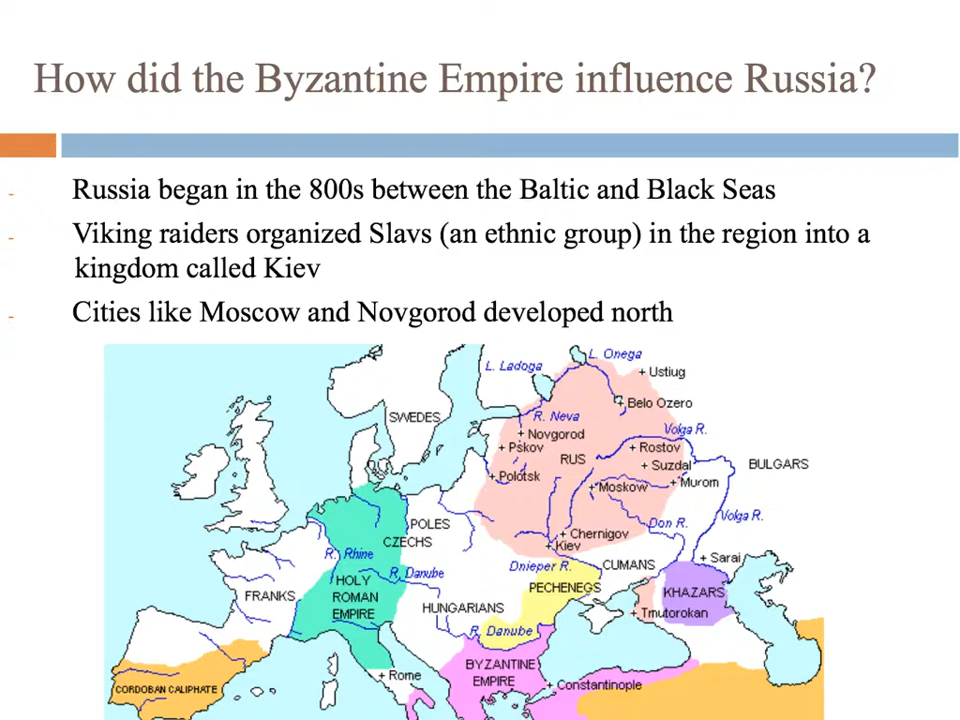 How did the Byzantine Empire influence Russia?
- Russia began in the 800s between the Baltic and Black Seas
- Viking raiders organized Slavs (an ethnic group) in the region into a
kingdom called Kiev
- Cities like Moscow and Novgorod developed north
L. Onega
L. Ladoga
+ Ustiug
+ Belo Ozero
SWEDES
R. Neva
Volga R.
+ Novgorod
+ Pskov
+ Rostov
RUS
+ Suzdal
BULGARS
+ Polotsk
+ Murom
+ Moskow
POLES
Don R.
Volga R.
CZECHS
+ Chernigov
+ Kiev
R. Rhine
+ Sarai
Dnieper R.
CUMANS
R. Danube
HOLY
ROMAN
EMPIRE
PECHENEGS
KHAZARS
FRANKS
HUNGARIANS
+ Tmutorokan
R. Danube
BYZANTINE
EMPIRE
+ Rome
CORDOBAN CALIPHATE
+ Constantinople